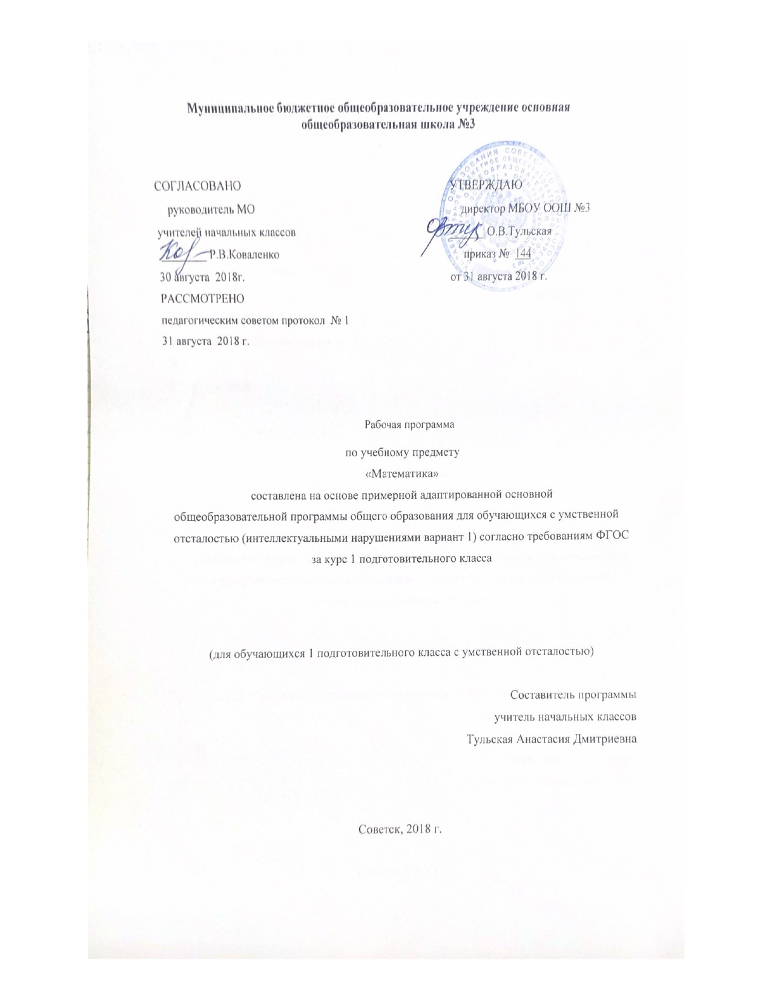 Муниципальное бюджетное общеобразовательное учреждение основная
общеобразовательная школа №3
СОГЛАСОВАНО
руководитель МО
учителей начальных классов
Р.В.Коваленко
30 августа 2018г.
РАССМОТРЕНО
педагогическим советом протокол № 1
31 августа 2018 г.
УТВЕРЖДАЮ
директор МБОУ ООШ №3
О.В.Тульская
приказ № 144
от 31 августа 2018 г.
Рабочая программа
по учебному предмету
«Математика»
составлена на основе примерной адаптированной основной
общеобразовательной программы общего образования для обучающихся с умственной
отсталостью (интеллектуальными нарушениями вариант 1) согласно требованиям ФГОС
за курс 1 подготовительного класса
(для обучающихся 1 подготовительного класса с умственной отсталостью)
Составитель программы
учитель начальных классов
Тульская Анастасия Дмитриевна
Советск, 2018 г.